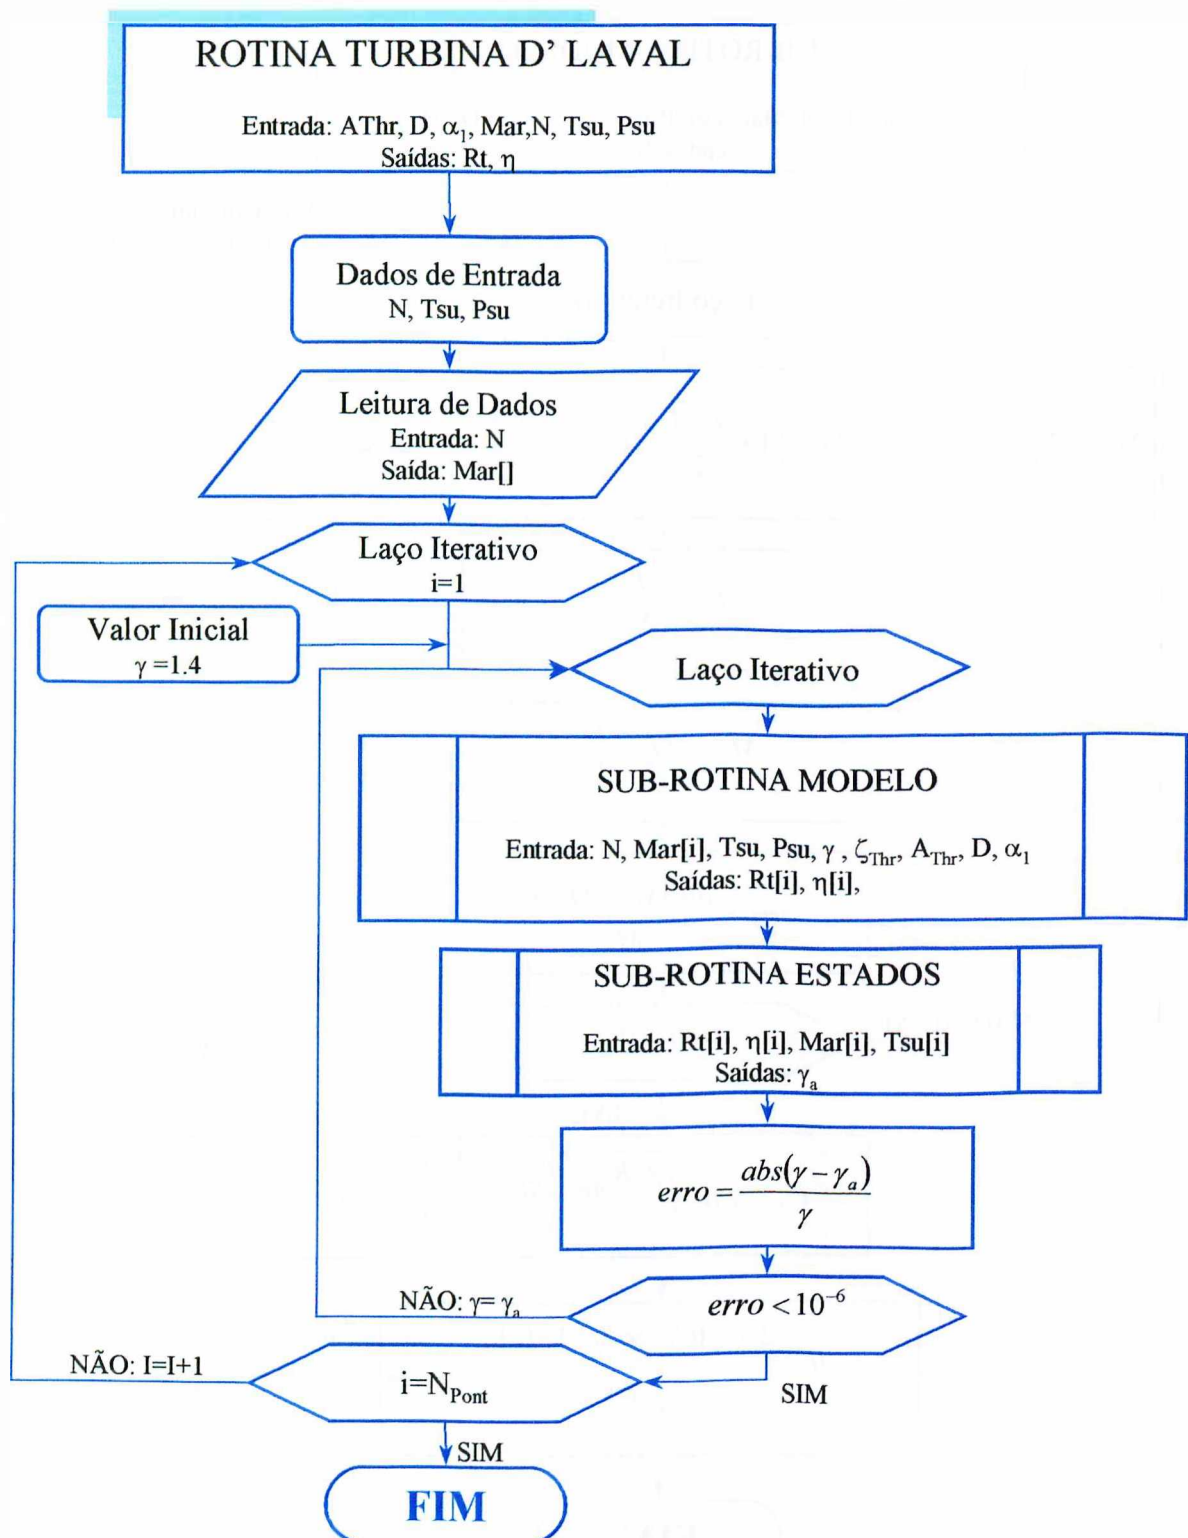 ROTINA TURBINA D' LAVAL
Entrada: AThr, D, α₁, Mar,N, Tsu, Psu
Saídas: Rt, η
Dados de Entrada
N, Tsu, Psu
Leitura de Dados
Entrada: N
Saída: Mar[]
Laço Iterativo
i=1
Valor Inicial
γ =1.4
Laço Iterativo
SUB-ROTINA MODELO
Entrada: N, Mar[i], Tsu, Psu, γ , ζ_Thr, A_Thr, D, α₁
Saídas: Rt[i], η[i],
SUB-ROTINA ESTADOS
Entrada: Rt[i], η[i], Mar[i], Tsu[i]
Saídas: γₐ
erro = abs(γ − γₐ) / γ
erro < 10⁻⁶
NÃO: γ= γₐ
SIM
i=N_Pont
NÃO: I=I+1
SIM
FIM